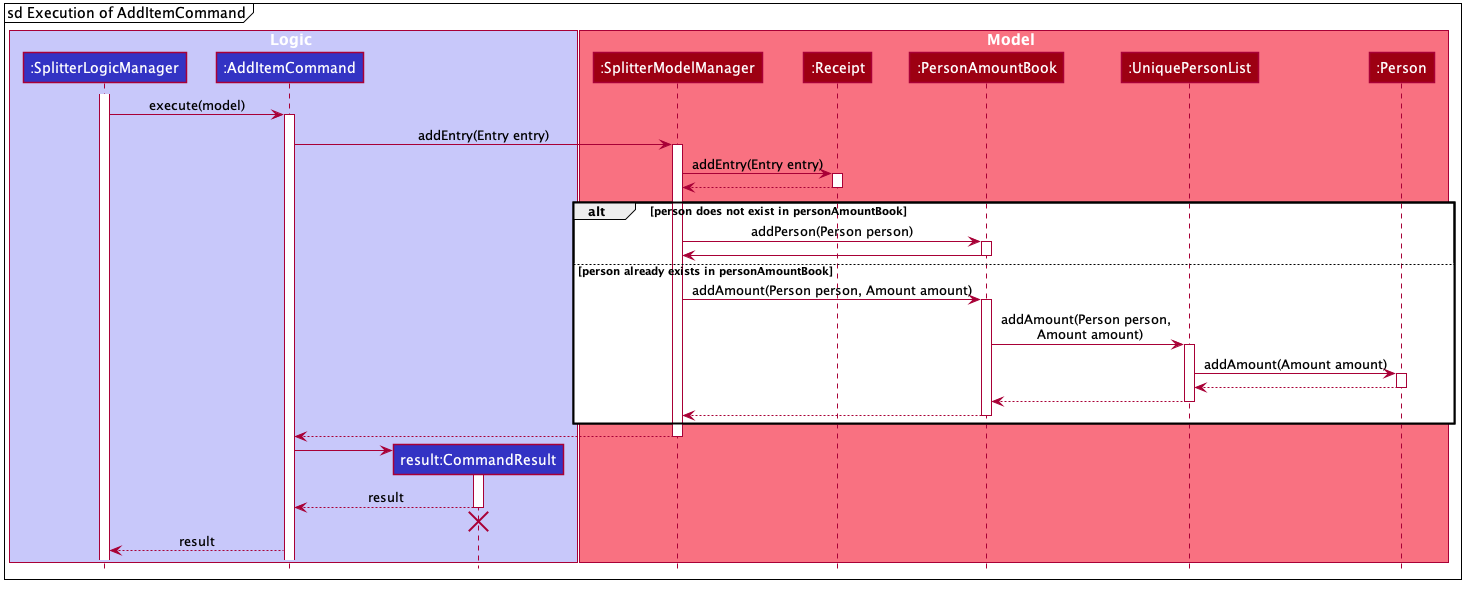 sd Execution of AddItemCommand
Logic
Model
:SplitterLogicManager
:AddItemCommand
:SplitterModelManager
:Receipt
:PersonAmountBook
:UniquePersonList
:Person
execute(model)
addEntry(Entry entry)
addEntry(Entry entry)
alt
[person does not exist in personAmountBook]
addPerson(Person person)
[person already exists in personAmountBook]
addAmount(Person person, Amount amount)
addAmount(Person person,
Amount amount)
addAmount(Amount amount)
result:CommandResult
result
result